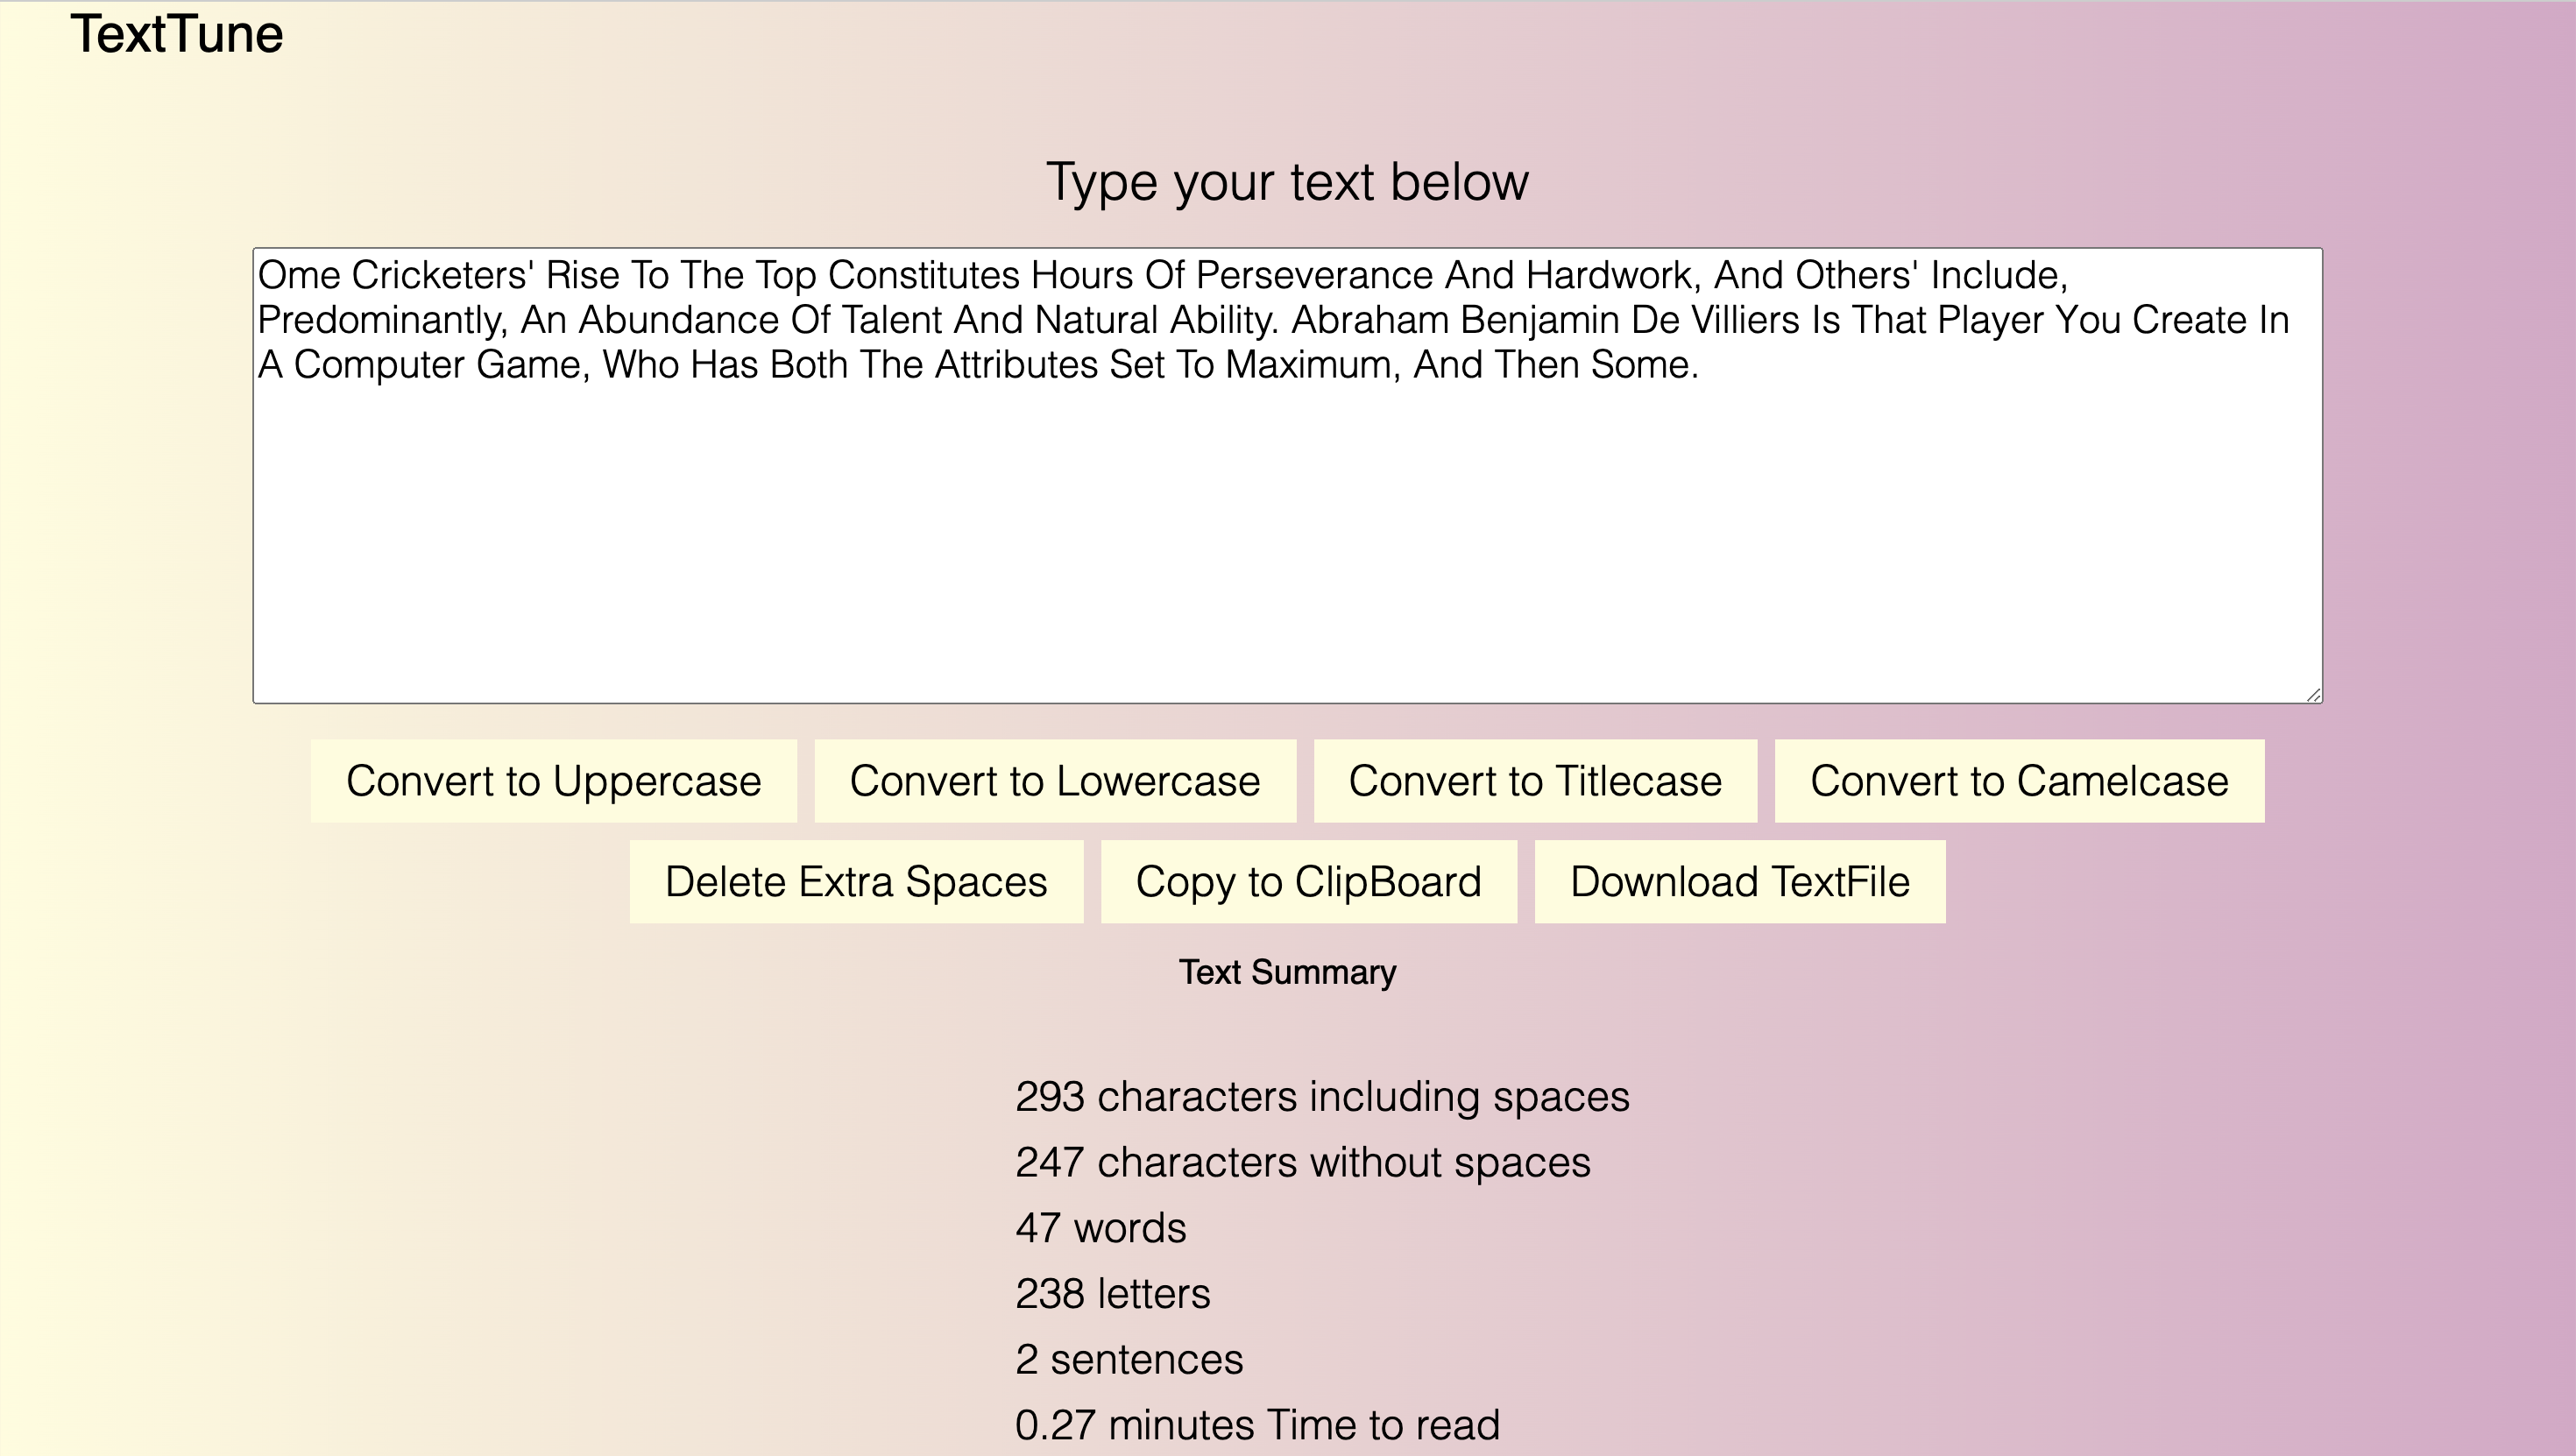 TextTune
Type your text below
Ome Cricketers' Rise To The Top Constitutes Hours Of Perseverance And Hardwork, And Others' Include,
Predominantly, An Abundance Of Talent And Natural Ability. Abraham Benjamin De Villiers Is That Player You Create In
A Computer Game, Who Has Both The Attributes Set To Maximum, And Then Some.
Convert to Uppercase
Convert to Lowercase
Convert to Titlecase
Convert to Camelcase
Delete Extra Spaces
Copy to ClipBoard
Download TextFile
Text Summary
293 characters including spaces
247 characters without spaces
47 words
238 letters
2 sentences
0.27 minutes Time to read